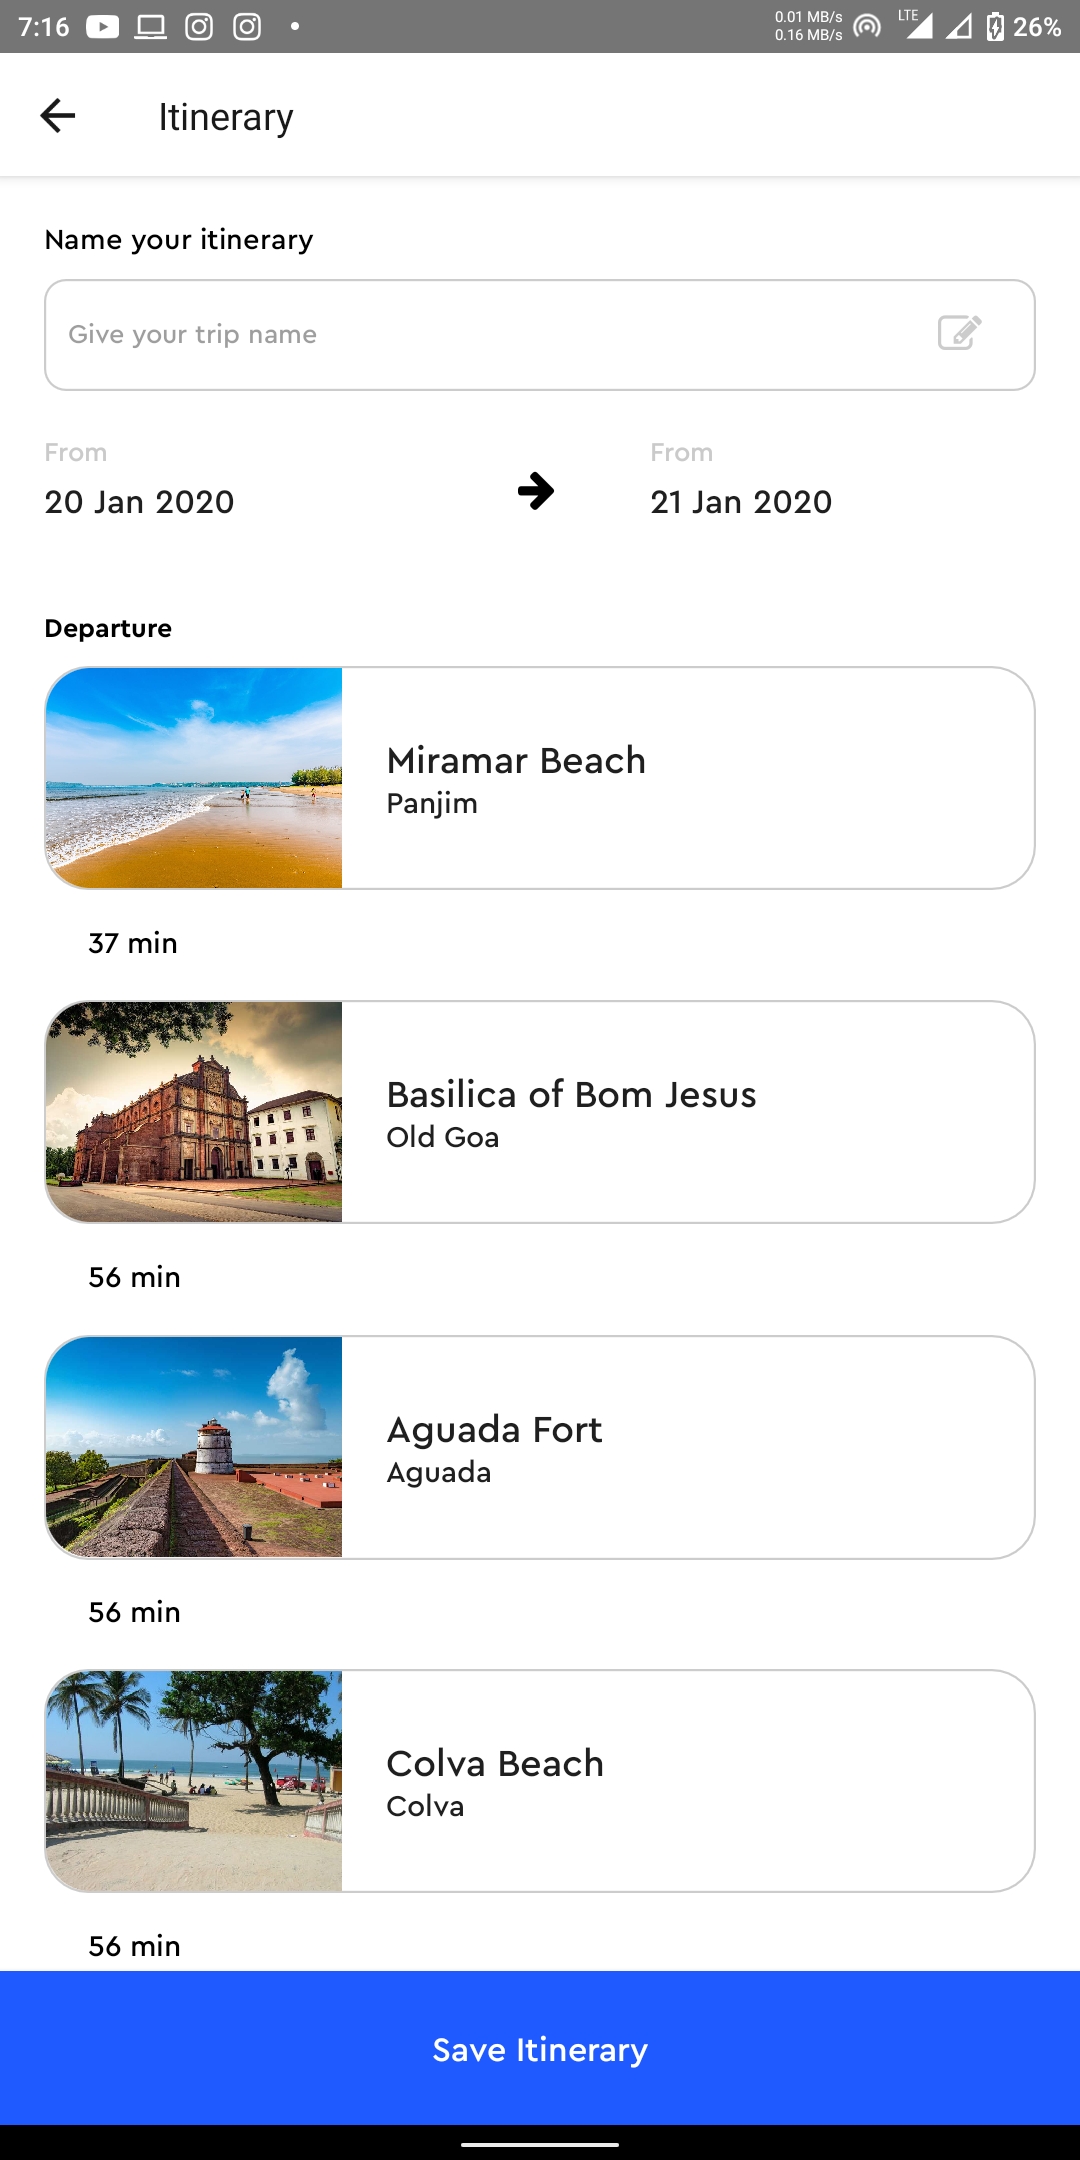 7:16
0.01 MB/s
0.16 MB/s
LTE
26%
Itinerary
Name your itinerary
Give your trip name
From
From
20 Jan 2020
21 Jan 2020
Departure
Miramar Beach
Panjim
37 min
Basilica of Bom Jesus
Old Goa
56 min
Aguada Fort
Aguada
56 min
Colva Beach
Colva
56 min
Save Itinerary